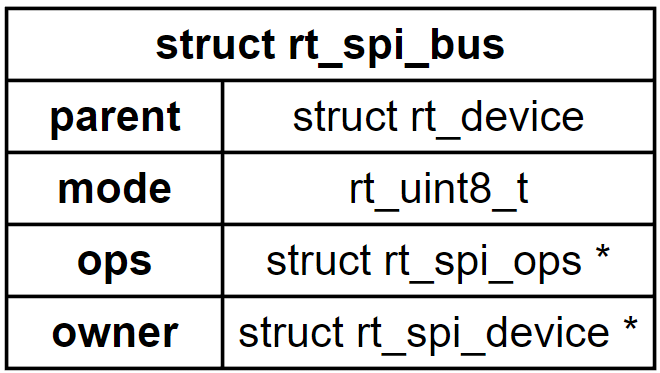 struct rt_spi_bus
parent struct rt_device
mode rt_uint8_t
ops struct rt_spi_ops *
owner struct rt_spi_device *